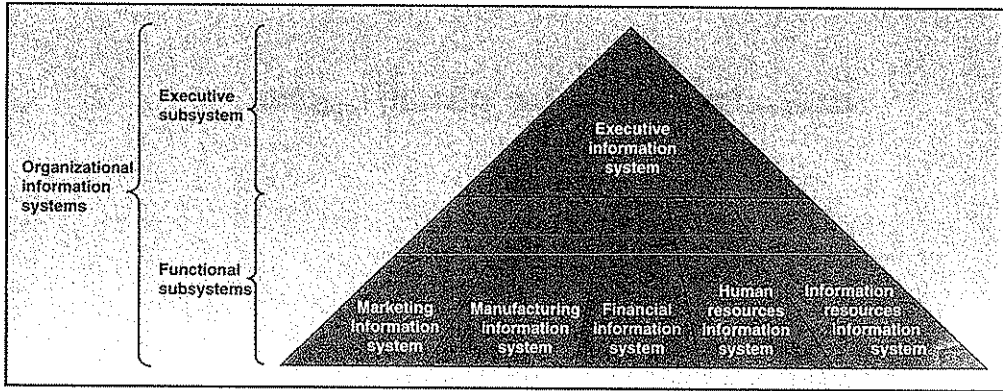 Executive
subsystem
Executive
information
system
Organizational
information
systems
Functional
subsystems
Marketing
information
system
Manufacturing
information
system
Financial
information
system
Human
resources
information
system
Information
resources
information
system